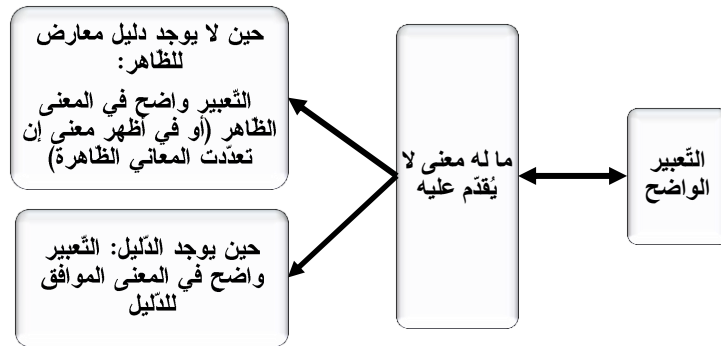 التّعبير
الواضح
ما له معنى لا
يُقدّم عليه
حين لا يوجد دليل معارض
للظّاهر:
التّعبير واضح في المعنى
الظّاهر (أو في أظهر معنى إن
تعدّدت المعاني الظّاهرة)
حين يوجد الدّليل: التّعبير
واضح في المعنى الموافق
للدّليل